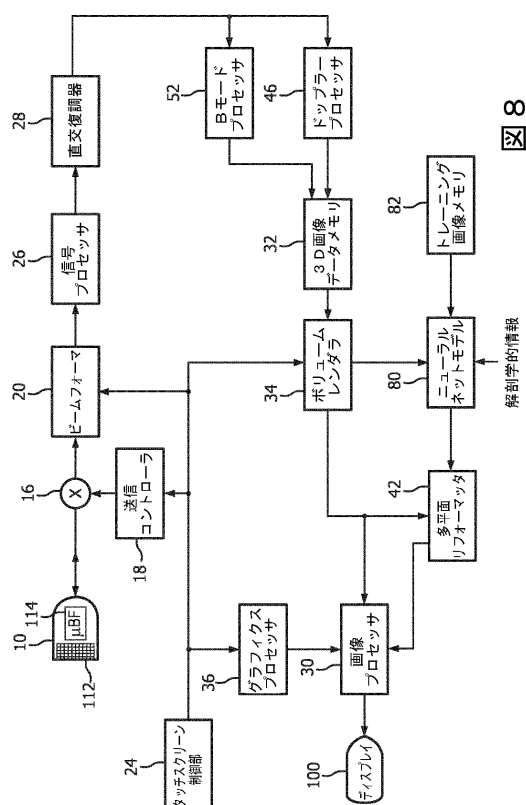 28
直交復調器
26
信号
プロセッサ
20
ビームフォーマ
16
X
送信
コントローラ
18
10
114
μBF
112
52
Bモード
プロセッサ
46
ドップラー
プロセッサ
32
3D画像
データメモリ
82
トレーニング
画像メモリ
34
ボリューム
レンダラ
80
ニューラル
ネットモデル
解剖学的情報
42
多平面
リフォーマッタ
36
グラフィクス
プロセッサ
30
画像
プロセッサ
24
タッチスクリーン
制御部
100
ディスプレイ
図 8